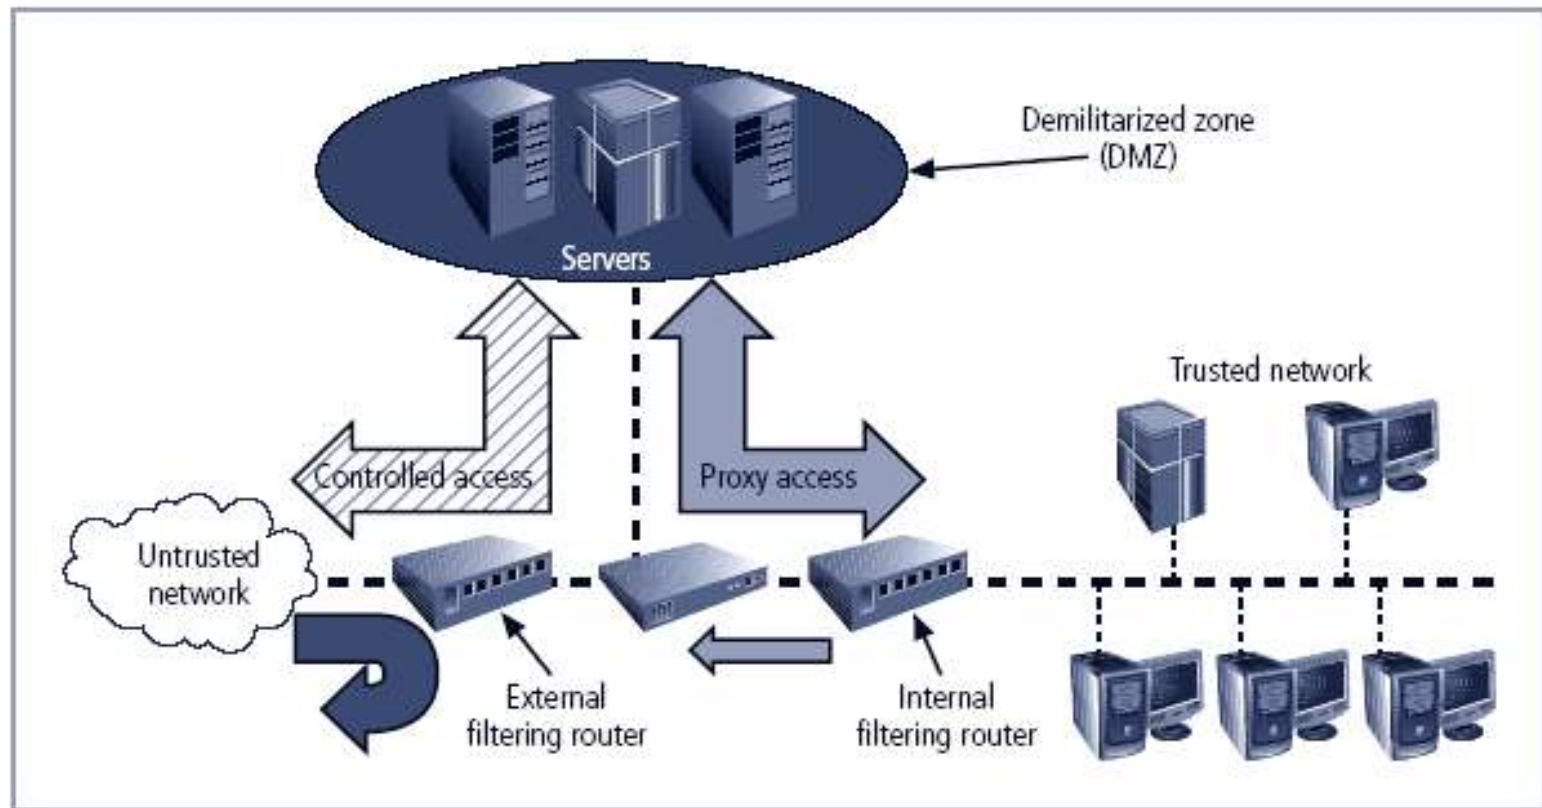 Demilitarized zone
(DMZ)
Servers
Trusted network
Controlled access
Proxy access
Untrusted
network
External
filtering router
Internal
filtering router